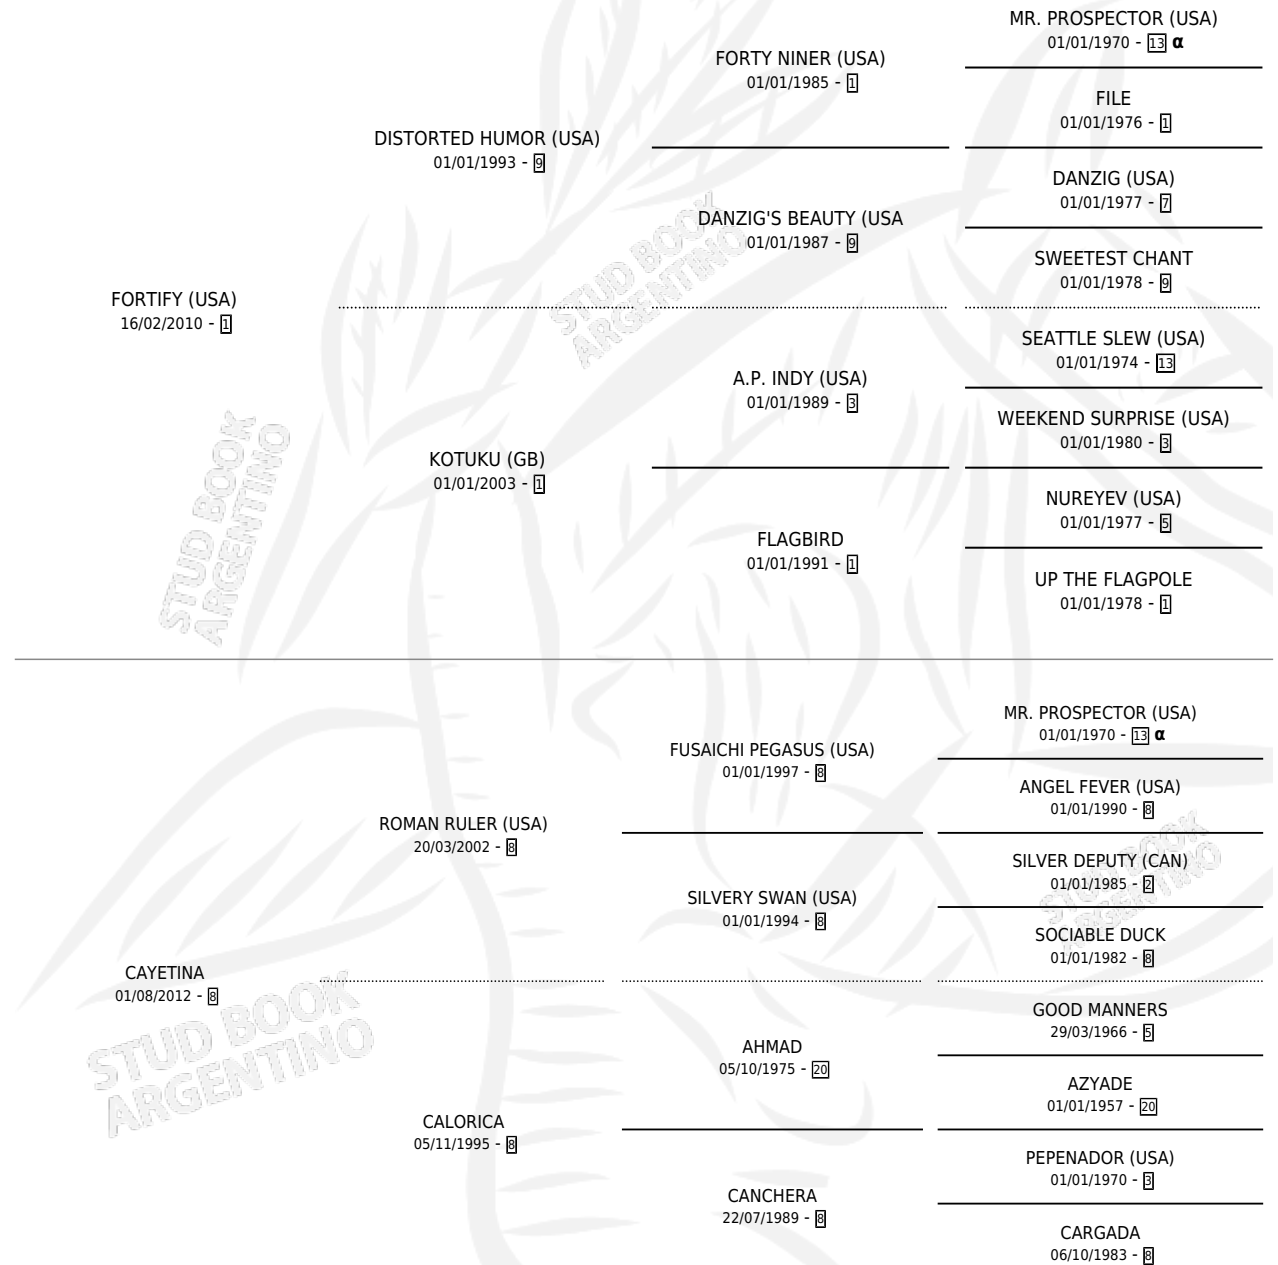 MR. PROSPECTOR (USA)
01/01/1970 - 13 α
FORTY NINER (USA)
01/01/1985 - 1
FILE
01/01/1976 - 1
DISTORTED HUMOR (USA)
01/01/1993 - 9
DANZIG (USA)
01/01/1977 - 7
DANZIG'S BEAUTY (USA
01/01/1987 - 9
SWEETEST CHANT
01/01/1978 - 9
FORTIFY (USA)
16/02/2010 - 1
SEATTLE SLEW (USA)
01/01/1974 - 13
A.P. INDY (USA)
01/01/1989 - 3
WEEKEND SURPRISE (USA)
01/01/1980 - 3
KOTUKU (GB)
01/01/2003 - 1
NUREYEV (USA)
01/01/1977 - 5
FLAGBIRD
01/01/1991 - 1
UP THE FLAGPOLE
01/01/1978 - 1
MR. PROSPECTOR (USA)
01/01/1970 - 13 α
FUSAICHI PEGASUS (USA)
01/01/1997 - 8
ANGEL FEVER (USA)
01/01/1990 - 8
ROMAN RULER (USA)
20/03/2002 - 8
SILVER DEPUTY (CAN)
01/01/1985 - 2
SILVERY SWAN (USA)
01/01/1994 - 8
SOCIABLE DUCK
01/01/1982 - 8
CAYETINA
01/08/2012 - 8
GOOD MANNERS
29/03/1966 - 5
AHMAD
05/10/1975 - 20
AZYADE
01/01/1957 - 20
CALORICA
05/11/1995 - 8
PEPENADOR (USA)
01/01/1970 - 3
CANCHERA
22/07/1989 - 8
CARGADA
06/10/1983 - 8
STUD BOOK
ARGENTINO
STUD BOOK
ARGENTINO
STUD BOOK
ARGENTINO
STUD BOOK
ARGENTINO